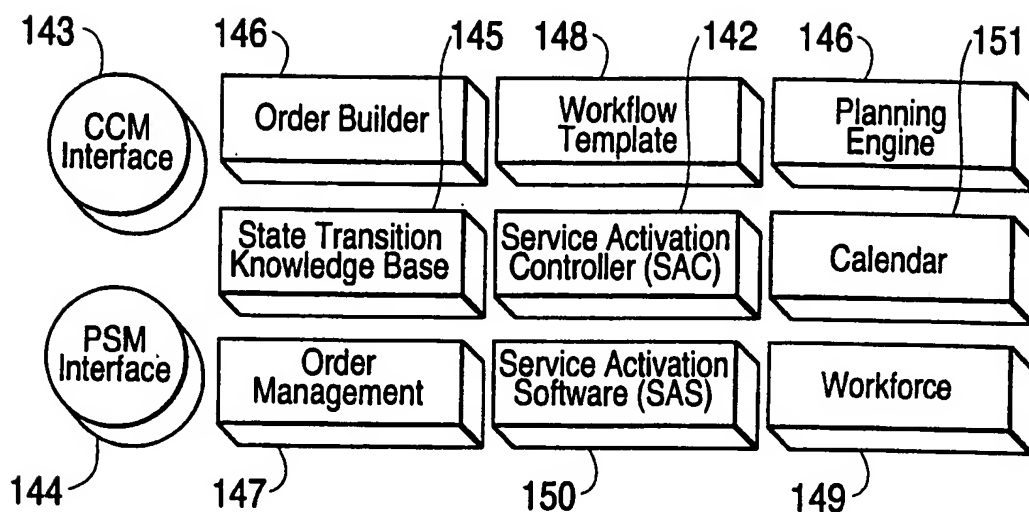 143
146
145
148
142
146
151
CCM
Interface
Order Builder
Workflow
Template
Planning
Engine
State Transition
Knowledge Base
Service Activation
Controller (SAC)
Calendar
PSM
Interface
Order
Management
Service Activation
Software (SAS)
Workforce
144
147
150
149